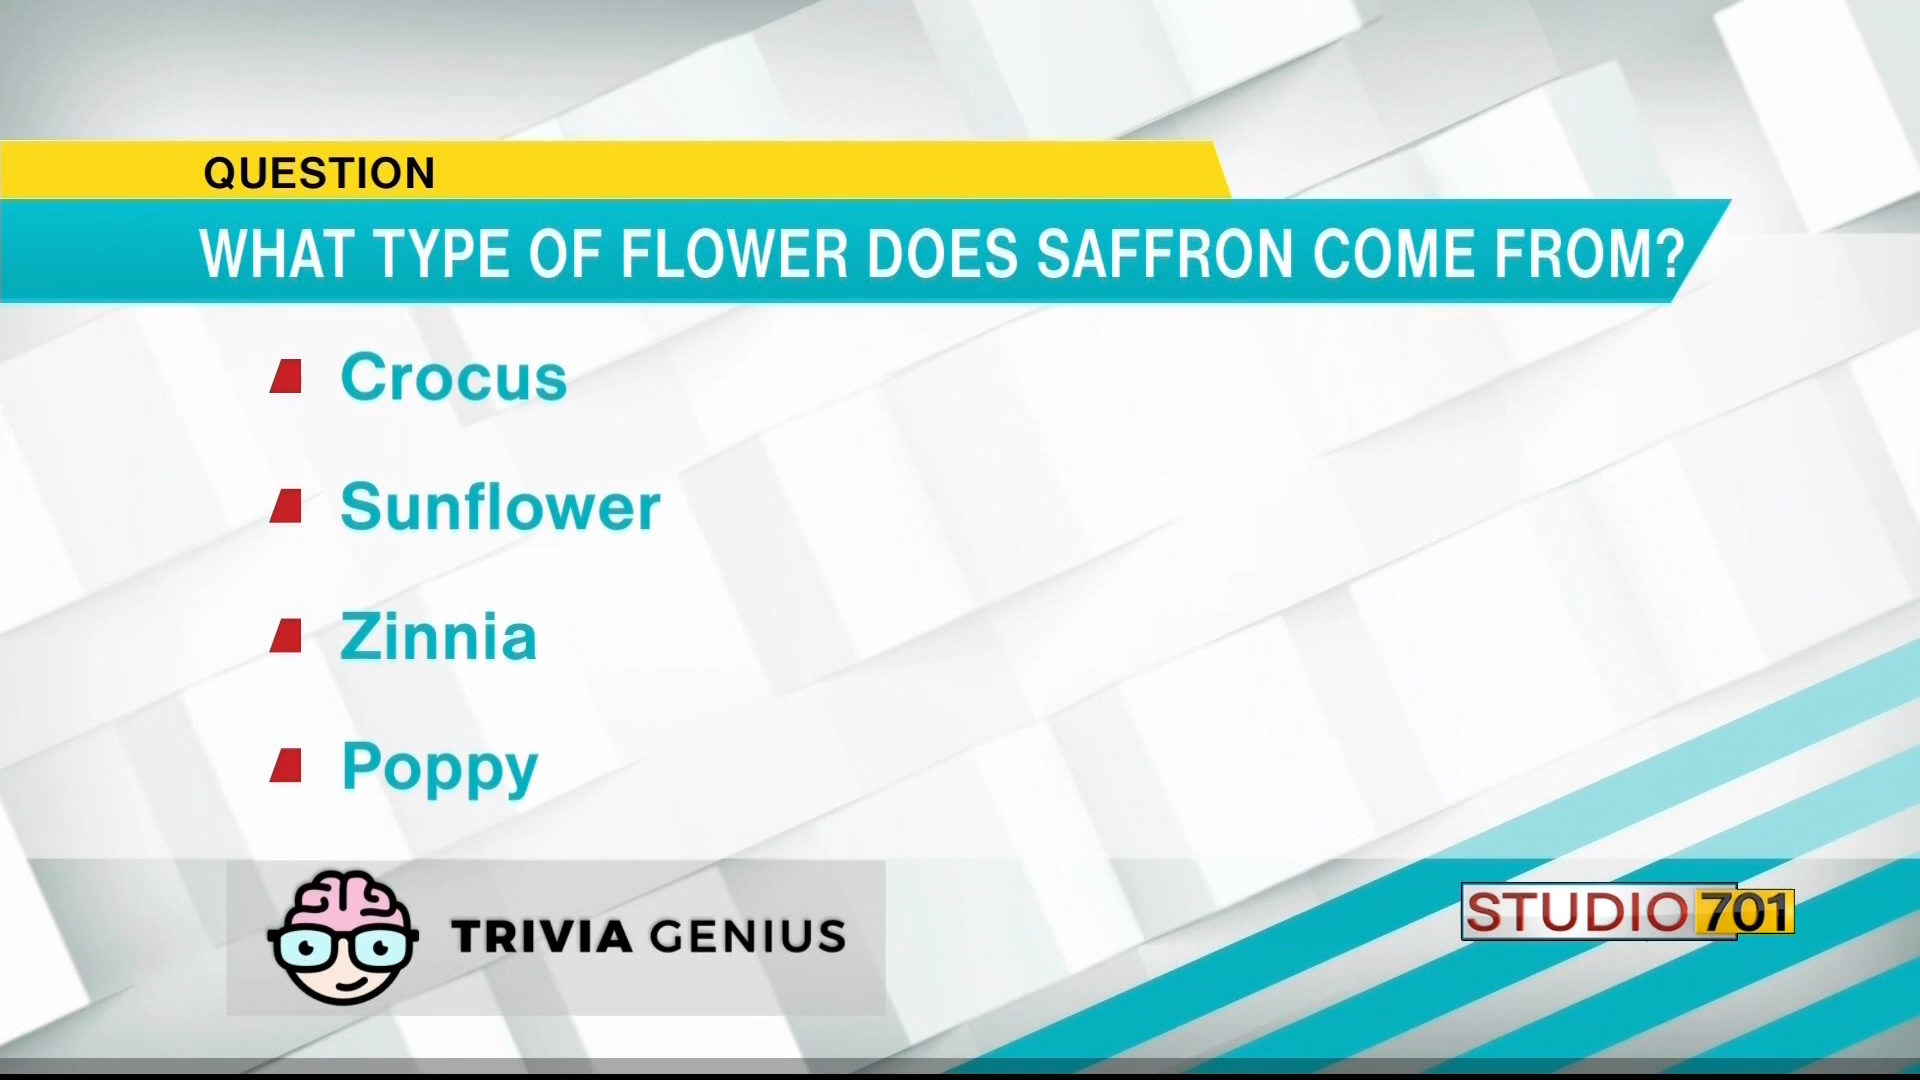 QUESTION
WHAT TYPE OF FLOWER DOES SAFFRON COME FROM?
Crocus
Sunflower
Zinnia
Poppy
TRIVIA GENIUS
STUDIO 701